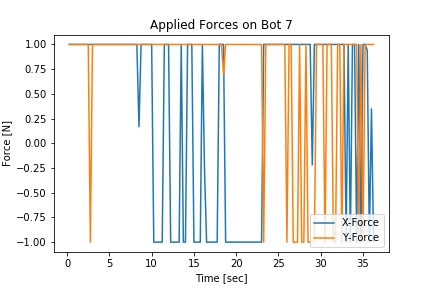 Applied Forces on Bot 7
Force [N]
1.00
0.75
0.50
0.25
0.00
−0.25
−0.50
−0.75
−1.00
X-Force
Y-Force
0 5 10 15 20 25 30 35
Time [sec]